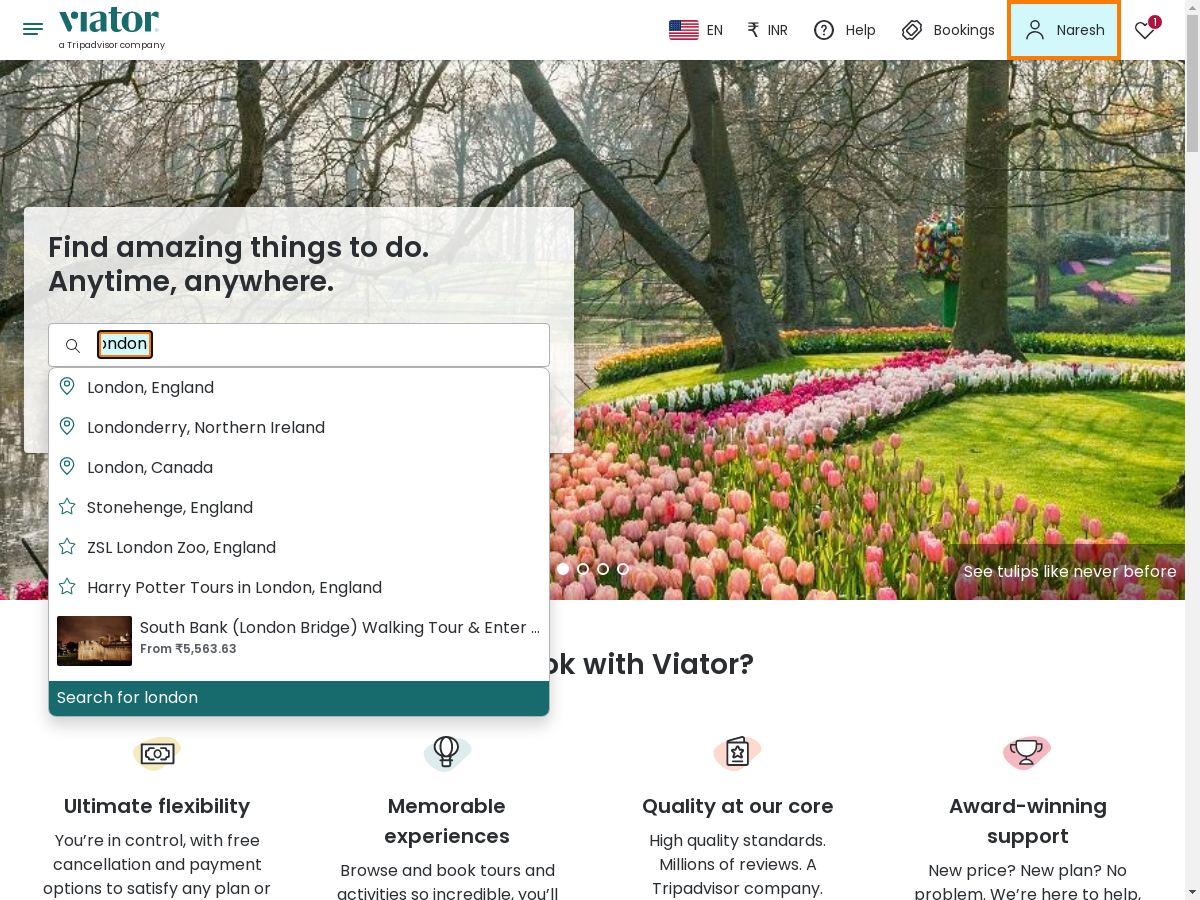 viator
a Tripadvisor company
EN
₹ INR
Help
Bookings
Naresh
1
Find amazing things to do.
Anytime, anywhere.
ondon
London, England
Londonderry, Northern Ireland
London, Canada
Stonehenge, England
ZSL London Zoo, England
Harry Potter Tours in London, England
South Bank (London Bridge) Walking Tour & Enter ...
From ₹5,563.63
Search for london
See tulips like never before
ok with Viator?
Ultimate flexibility
You’re in control, with free
cancellation and payment
options to satisfy any plan or
Memorable
experiences
Browse and book tours and
activities so incredible, you’ll
Quality at our core
High quality standards.
Millions of reviews. A
Tripadvisor company.
Award-winning
support
New price? New plan? No
problem. We’re here to help,